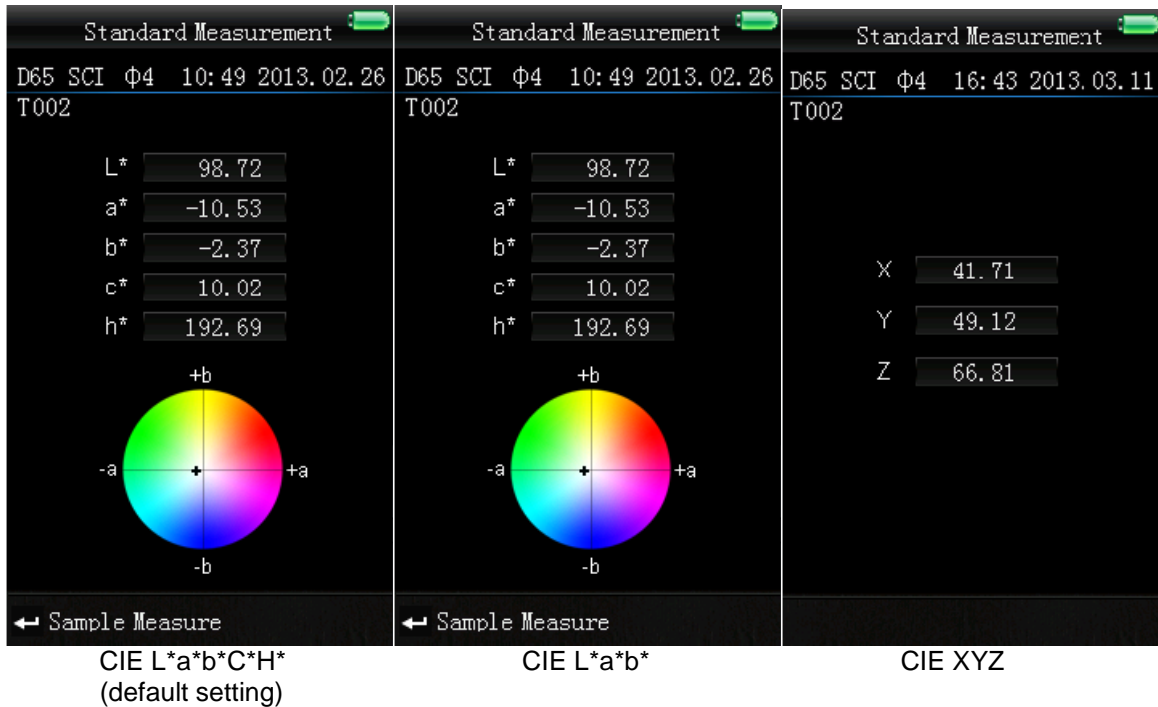 Standard Measurement
D65 SCI Φ4 10:49 2013.02.26
T002
L* 98.72
a* -10.53
b* -2.37
c* 10.02
h* 192.69
+b
-a +a
-b
Sample Measure
CIE L*a*b*C*H*
(default setting)
Standard Measurement
D65 SCI Φ4 10:49 2013.02.26
T002
L* 98.72
a* -10.53
b* -2.37
c* 10.02
h* 192.69
+b
-a +a
-b
Sample Measure
CIE L*a*b*
Standard Measurement
D65 SCI Φ4 16:43 2013.03.11
T002
X 41.71
Y 49.12
Z 66.81
CIE XYZ